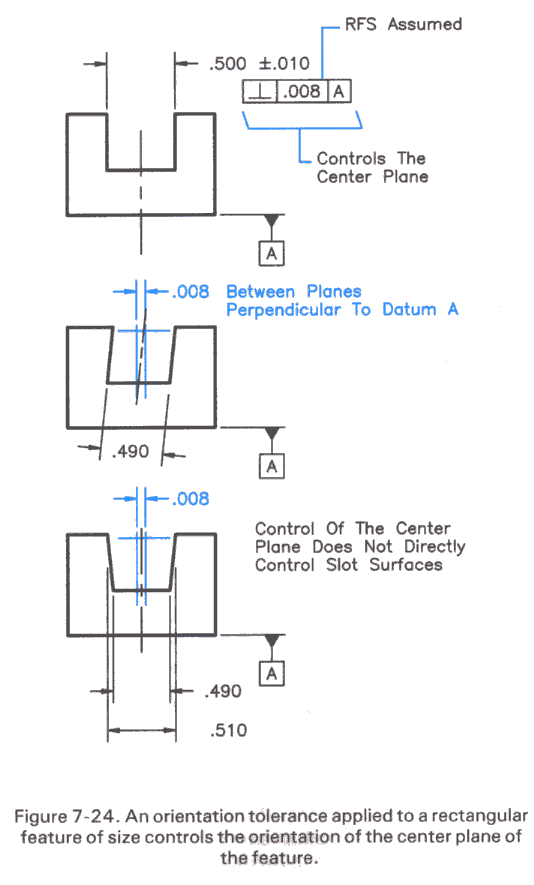 RFS Assumed
.500 ±.010
⊥ .008 A
Controls The
Center Plane
A
.008 Between Planes
Perpendicular To Datum A
.490
A
.008
Control Of The Center
Plane Does Not Directly
Control Slot Surfaces
A
.490
.510
Figure 7-24. An orientation tolerance applied to a rectangular
feature of size controls the orientation of the center plane of
the feature.